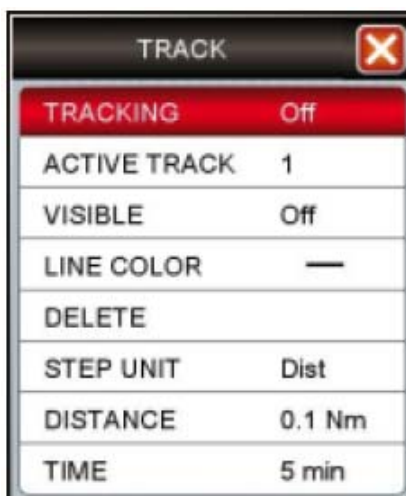 TRACK
TRACKING Off
ACTIVE TRACK 1
VISIBLE Off
LINE COLOR
DELETE
STEP UNIT Dist
DISTANCE 0.1 Nm
TIME 5 min